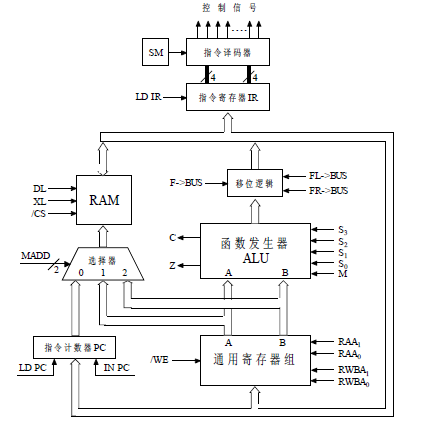 控 制 信 号
SM
指令译码器
4
4
LD IR
指令寄存器IR
F->BUS
移位逻辑
FL->BUS
FR->BUS
DL
XL
/CS
RAM
C
Z
函数发生器
ALU
A
B
S3
S2
S1
S0
M
MADD
2
选择器
0
1
2
指令计数器PC
LD PC
IN PC
/WE
A
B
通用寄存器组
RAA1
RAA0
RWBA1
RWBA0